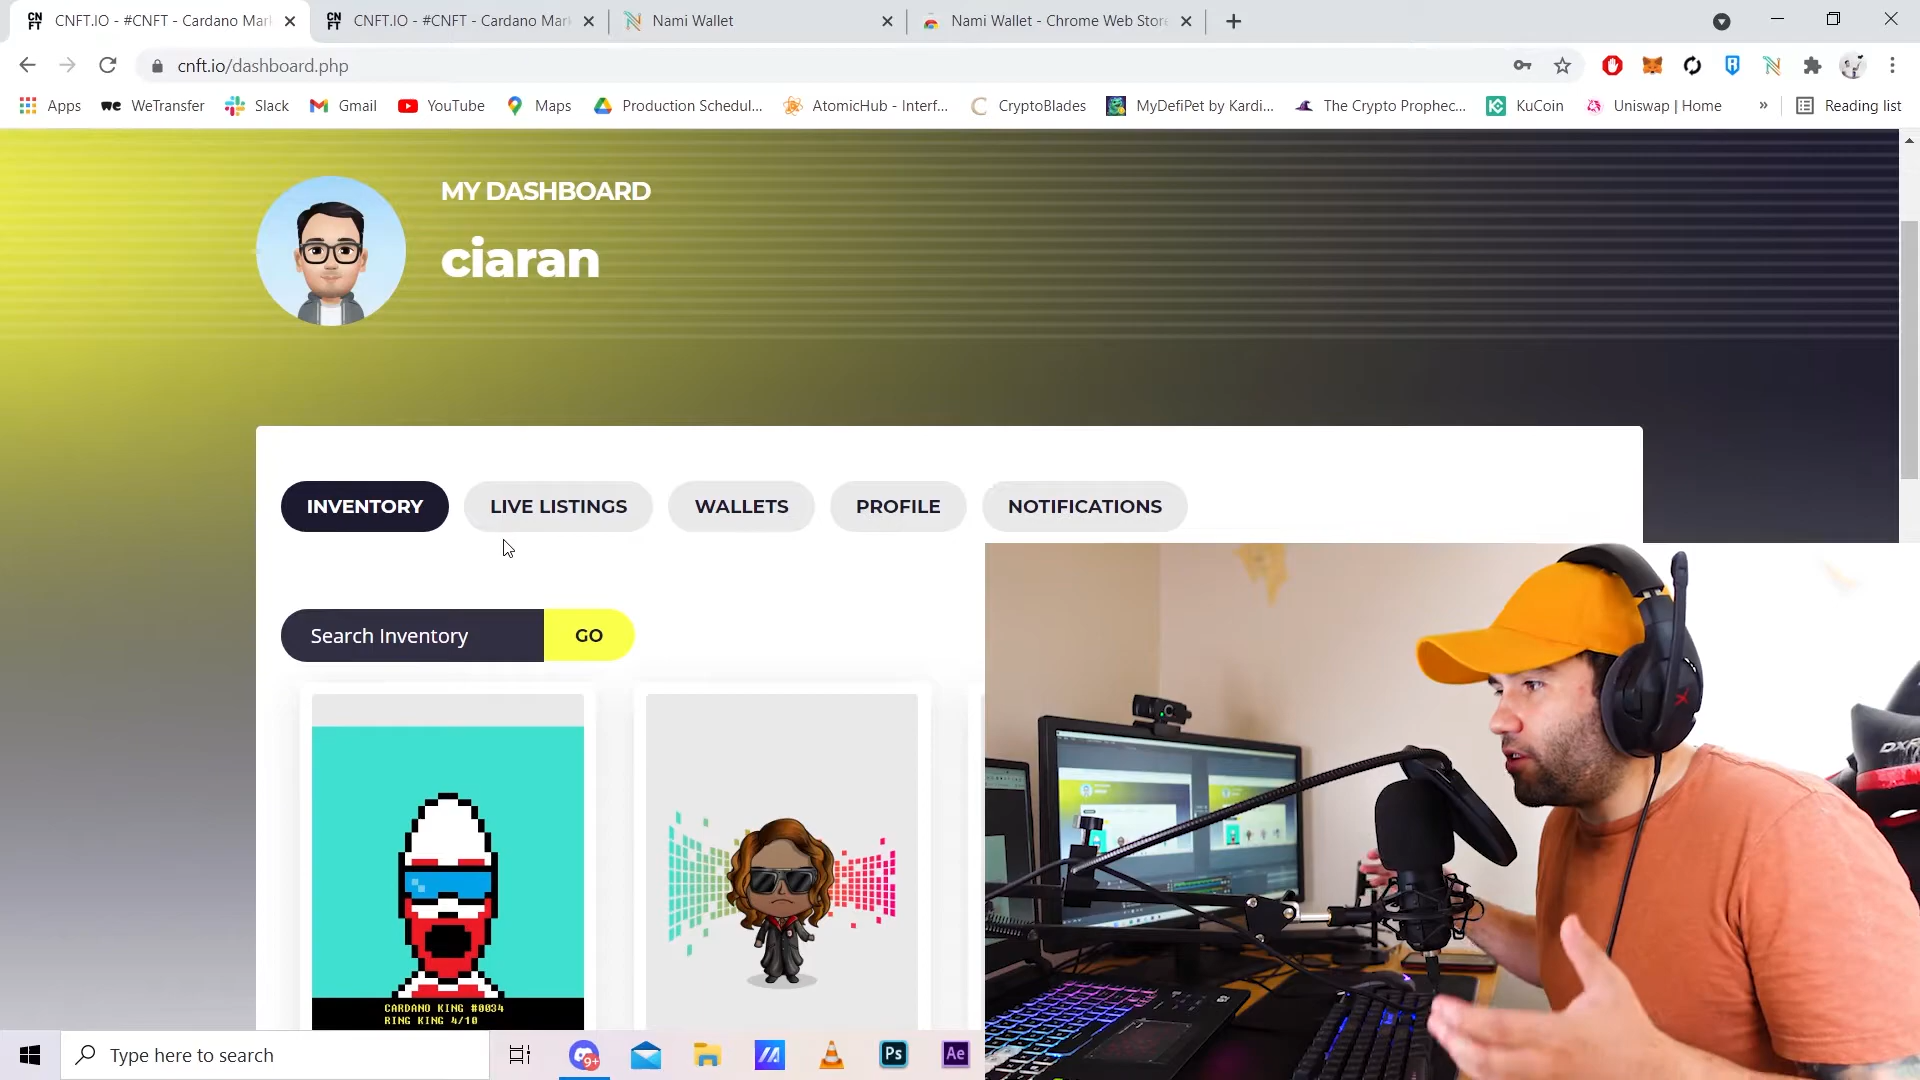 CNFT.IO - #CNFT - Cardano Mark
CNFT.IO - #CNFT - Cardano Mark
Nami Wallet
Nami Wallet - Chrome Web Store
cnft.io/dashboard.php
Apps
WeTransfer
Slack
Gmail
YouTube
Maps
Production Schedul...
AtomicHub - Interf...
CryptoBlades
MyDefiPet by Kardi...
The Crypto Prophec...
KuCoin
Uniswap | Home
»
Reading list
MY DASHBOARD
ciaran
INVENTORY
LIVE LISTINGS
WALLETS
PROFILE
NOTIFICATIONS
Search Inventory
GO
CARDANO KING #0034
RING KING 4/10
Type here to search
9+
Ps
Ae